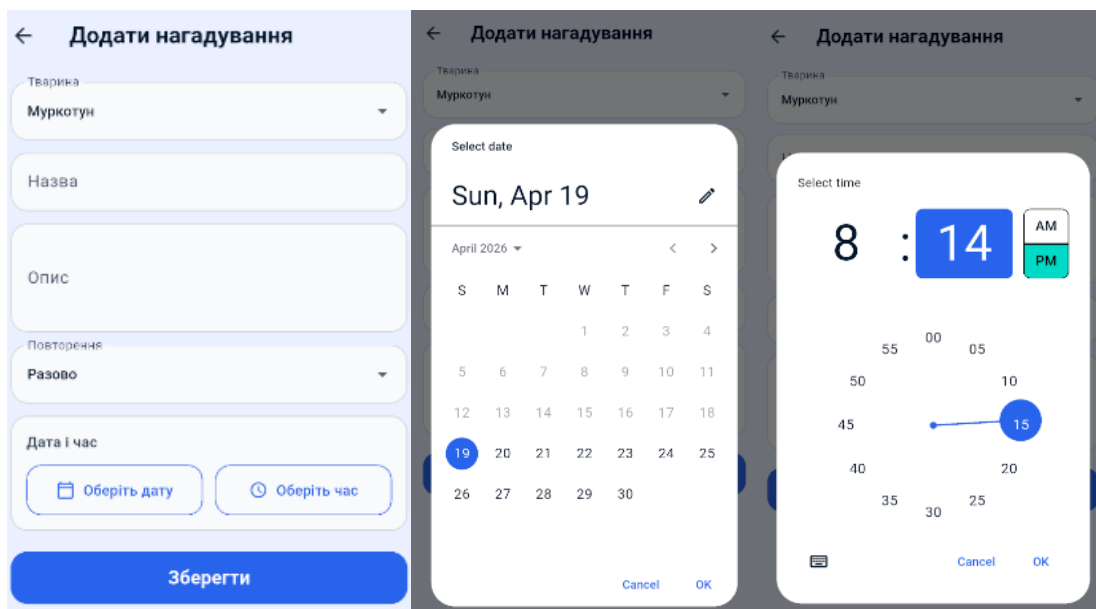 Додати нагадування
Тварина
Муркотун
Назва
Опис
Повторення
Разово
Дата і час
Оберіть дату
Оберіть час
Зберегти
Додати нагадування
Тварина
Муркотун
Select date
Sun, Apr 19
April 2026
S M T W T F S
1 2 3 4
5 6 7 8 9 10 11
12 13 14 15 16 17 18
19 20 21 22 23 24 25
26 27 28 29 30
Cancel OK
Додати нагадування
Тварина
Муркотун
Select time
8 : 14
AM
PM
00
55 05
50 10
45 15
40 20
35 25
30
Cancel OK